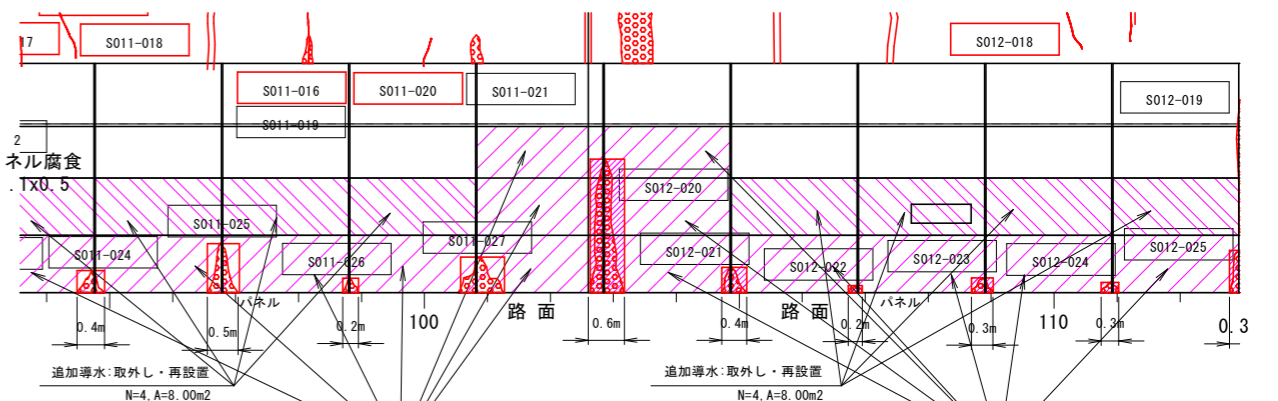 17
S011-018
S012-018
S011-016
S011-020
S011-021
S012-019
S011-019
2
ネル腐食
.1x0.5
S012-020
S011-025
S011-024
S011-026
S011-027
S012-021
S012-022
S012-023
S012-024
S012-025
パネル
路 面
路 面
パネル
0.4m
0.5m
0.2m
100
0.6m
0.4m
0.2m
0.3m
110
0.3m
0.3
追加導水:取外し・再設置
N=4, A=8.00m2
追加導水:取外し・再設置
N=4, A=8.00m2